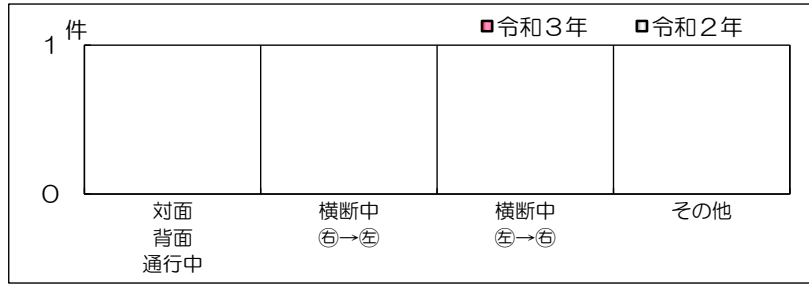 件
■令和３年 □令和２年
1
0
対面
背面
通行中
横断中
㊨→㊧
横断中
㊧→㊨
その他